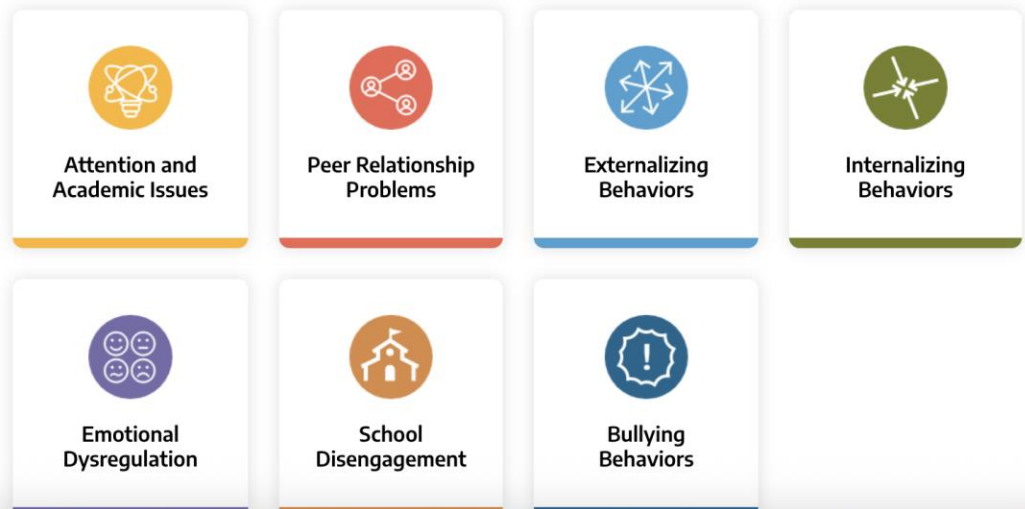 Attention and
Academic Issues
Peer Relationship
Problems
Externalizing
Behaviors
Internalizing
Behaviors
Emotional
Dysregulation
School
Disengagement
Bullying
Behaviors